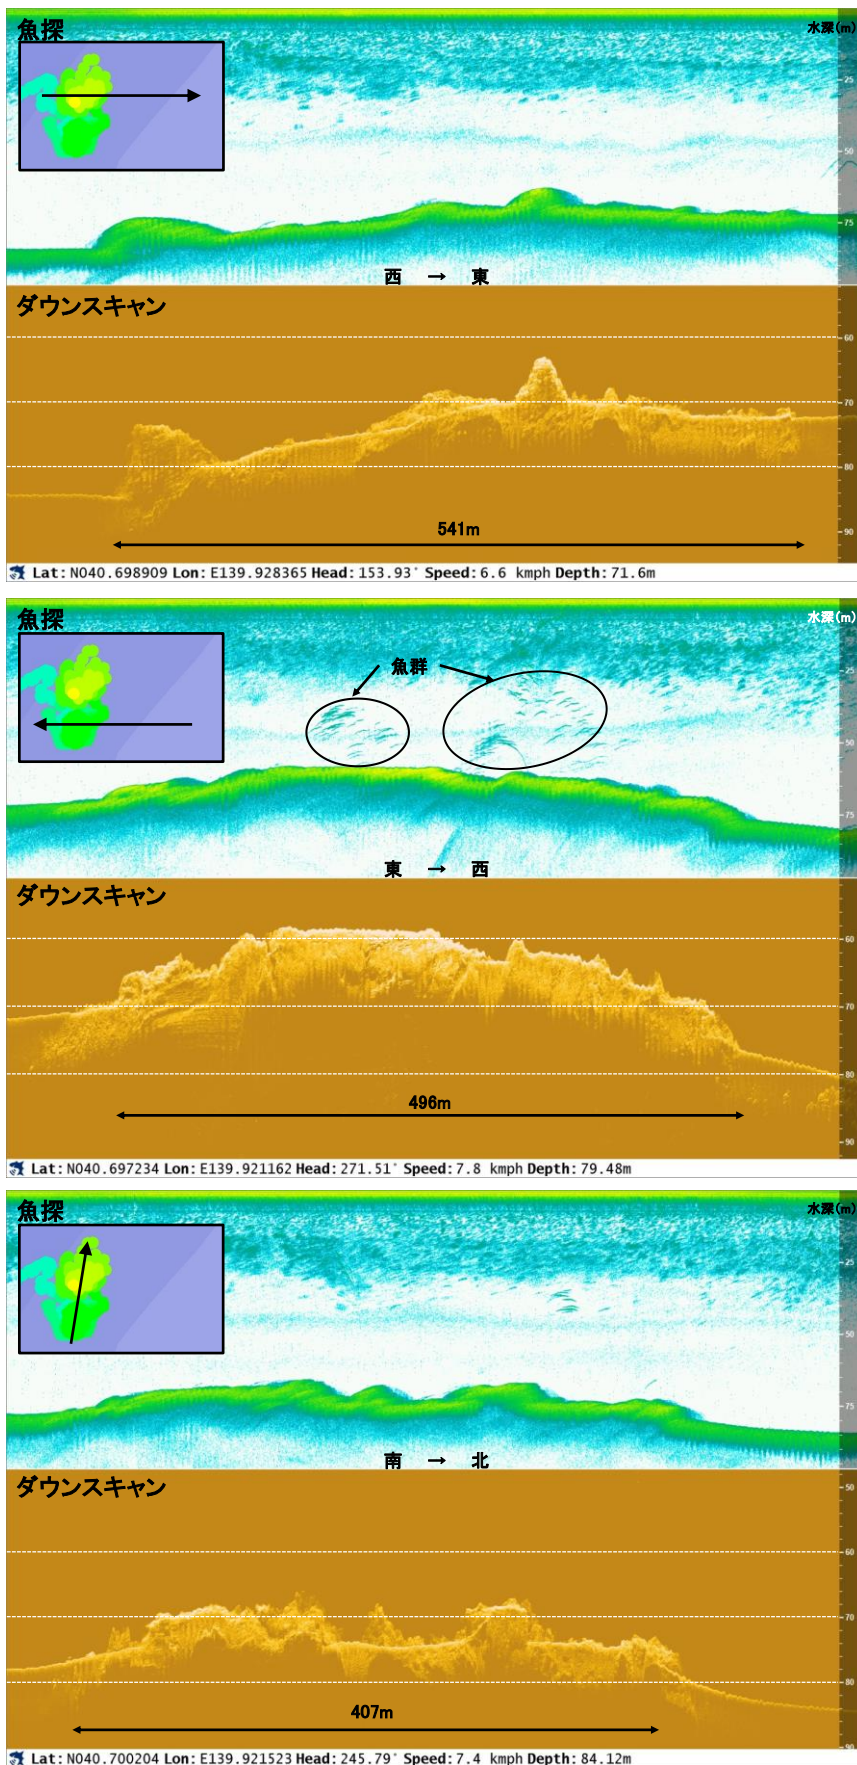 魚探
水深(m)
25
50
75
西 → 東
ダウンスキャン
60
70
80
90
541m
Lat: N040.698909 Lon: E139.928365 Head: 153.93° Speed: 6.6 kmph Depth: 71.6m
魚探
水深(m)
魚群
25
50
75
東 → 西
ダウンスキャン
60
70
80
90
496m
Lat: N040.697234 Lon: E139.921162 Head: 271.51° Speed: 7.8 kmph Depth: 79.48m
魚探
水深(m)
25
50
75
南 → 北
ダウンスキャン
50
60
70
80
90
407m
Lat: N040.700204 Lon: E139.921523 Head: 245.79° Speed: 7.4 kmph Depth: 84.12m